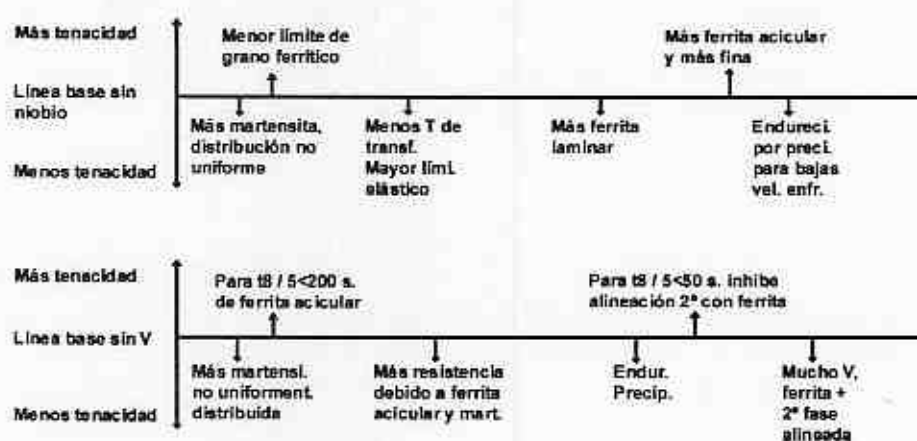 Más tenacidad
Menor límite de
grano ferrítico
Más ferrita acicular
y más fina
Línea base sin
niobio
Más martensita,
distribución no
uniforme
Menos T de
transf.
Mayor lími.
elástico
Más ferrita
laminar
Endureci.
por preci.
para bajas
vel. enfr.
Menos tenacidad
Más tenacidad
Para t8 / 5<200 s.
de ferrita acicular
Para t8 / 5<50 s. inhibe
alineación 2ª con ferrita
Línea base sin V
Más martensi.
no uniforment.
distribuida
Más resistencia
debido a ferrita
acicular y mart.
Endur.
Precip.
Mucho V,
ferrita +
2ª fase
alineada
Menos tenacidad